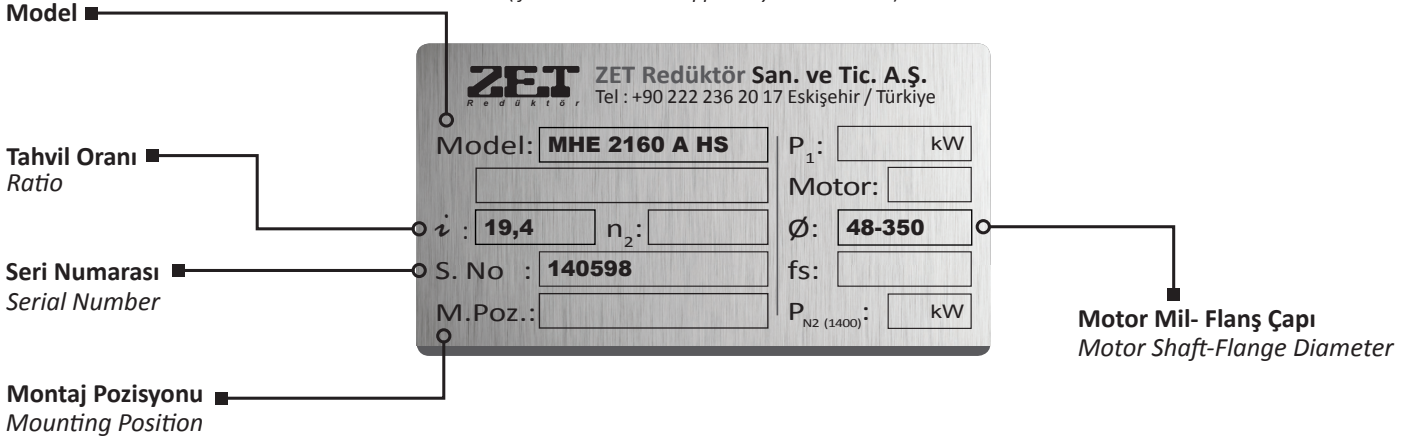 Model
ZET
Redüktör
ZET Redüktör San. ve Tic. A.Ş.
Tel : +90 222 236 20 17 Eskişehir / Türkiye
Model: MHE 2160 A HS
P1: kW
Motor:
Tahvil Oranı
Ratio
i : 19,4 n2:
Ø: 48-350
Seri Numarası
Serial Number
S. No : 140598
fs:
M.Poz.:
PN2 (1400): kW
Motor Mil- Flanş Çapı
Motor Shaft-Flange Diameter
Montaj Pozisyonu
Mounting Position